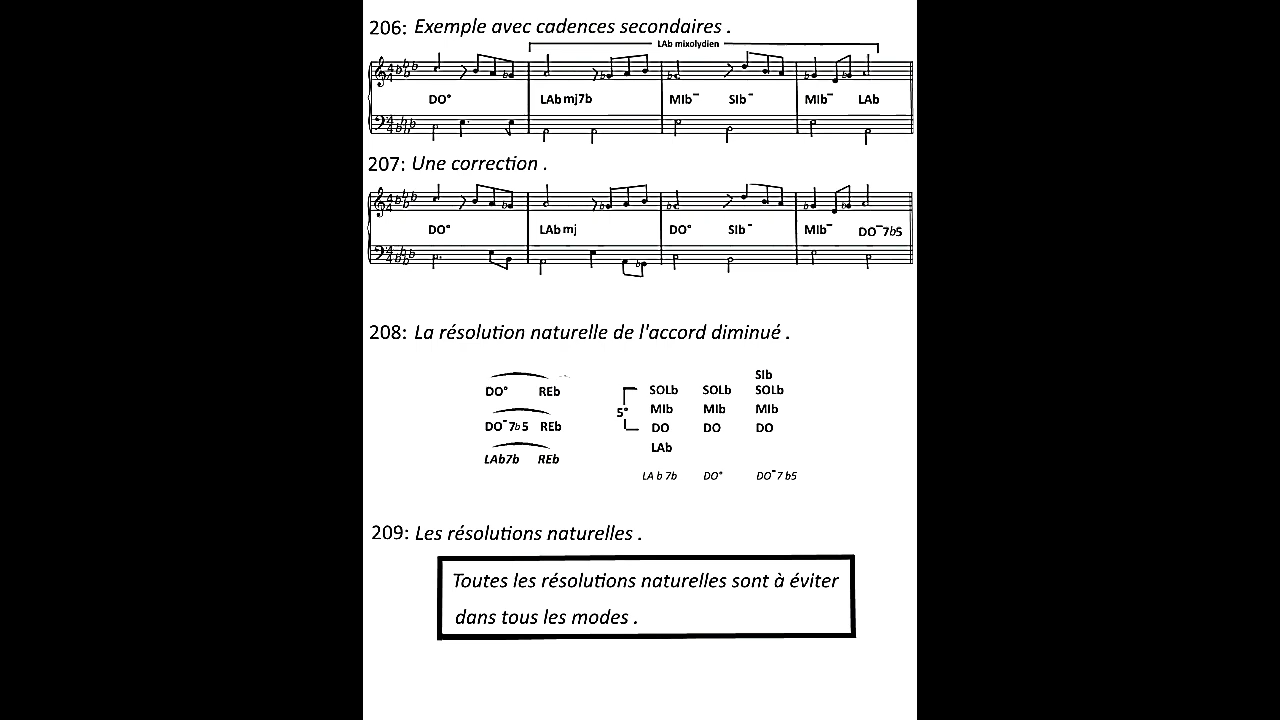 206: Exemple avec cadences secondaires .
LAb mixolydien
DO° LAb mj7b MIb⁻ SIb⁻ MIb⁻ LAb
207: Une correction .
DO° LAb mj DO° SIb⁻ MIb⁻ DO⁻7b5
208: La résolution naturelle de l'accord diminué .
SIb
DO° REb SOLb SOLb SOLb
5° MIb MIb MIb
DO⁻7b5 REb DO DO DO
LAb
LAb7b REb
LA b 7b DO° DO⁻7 b5
209: Les résolutions naturelles .
Toutes les résolutions naturelles sont à éviter
dans tous les modes .